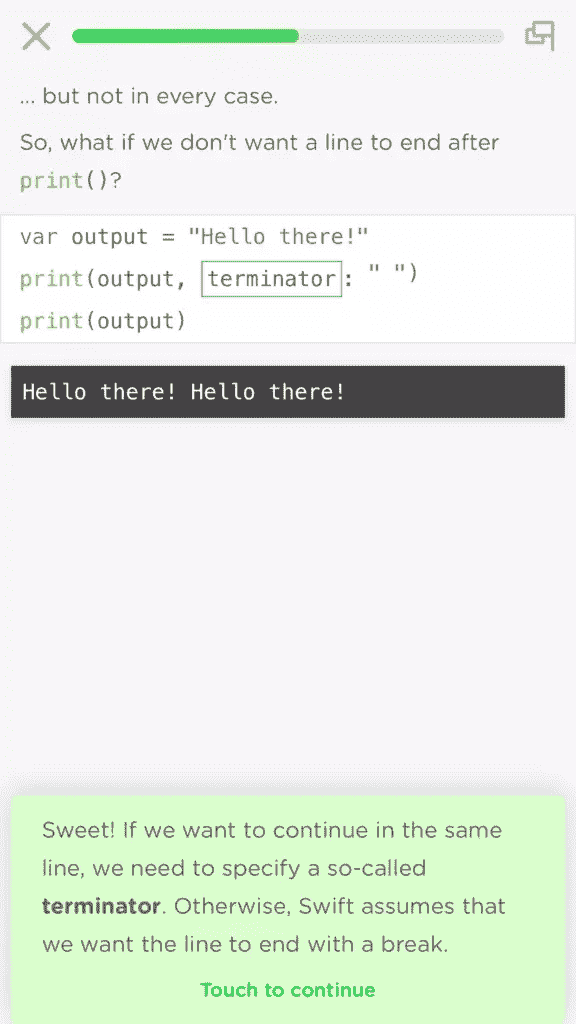 ... but not in every case.
So, what if we don't want a line to end after
print()?
var output = "Hello there!"
print(output, terminator: " ")
print(output)
Hello there! Hello there!
Sweet! If we want to continue in the same
line, we need to specify a so-called
terminator. Otherwise, Swift assumes that
we want the line to end with a break.
Touch to continue